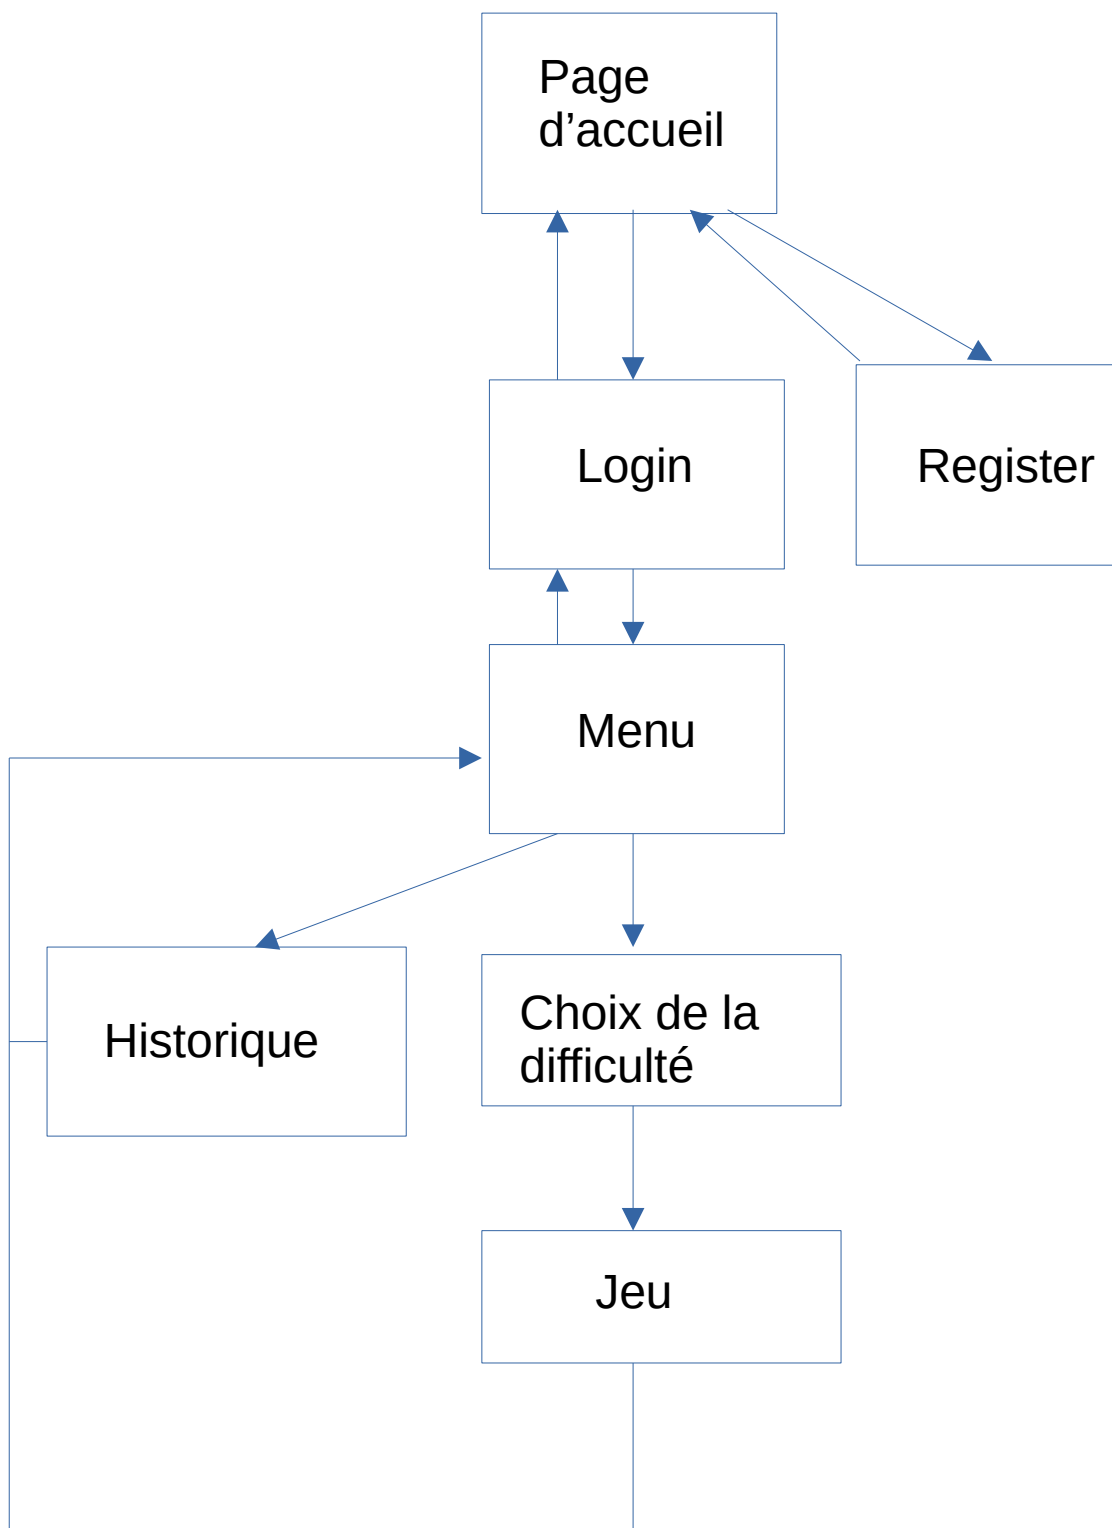 Page
d’accueil
Login
Register
Menu
Historique
Choix de la
difficulté
Jeu